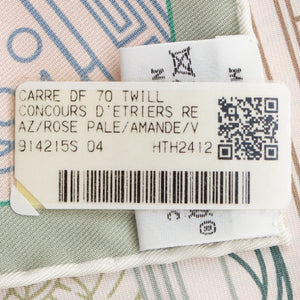 CARRE DF 70 TWILL
CONCOURS D'ETRIERS RE
AZ/ROSE PALE/AMANDE/V
914215S 04 HTH2412